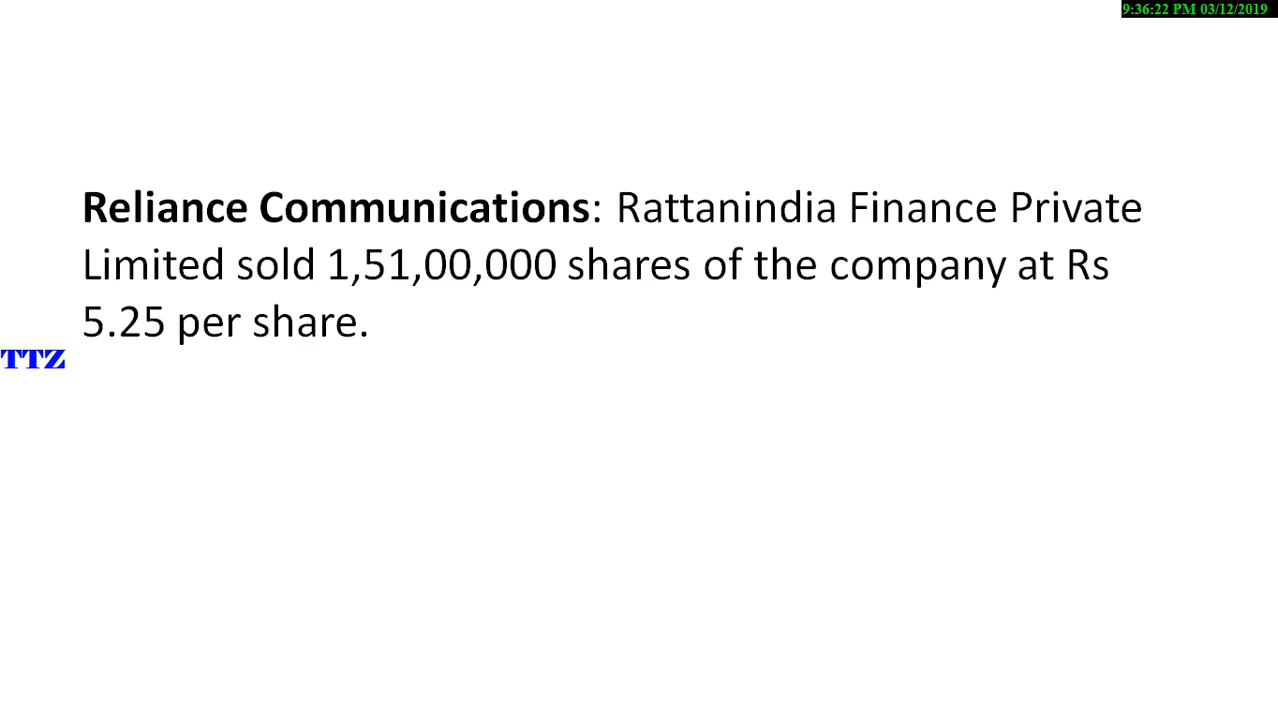 9:36:22 PM 03/12/2019
Reliance Communications: Rattanindia Finance Private
Limited sold 1,51,00,000 shares of the company at Rs
5.25 per share.
TTZ